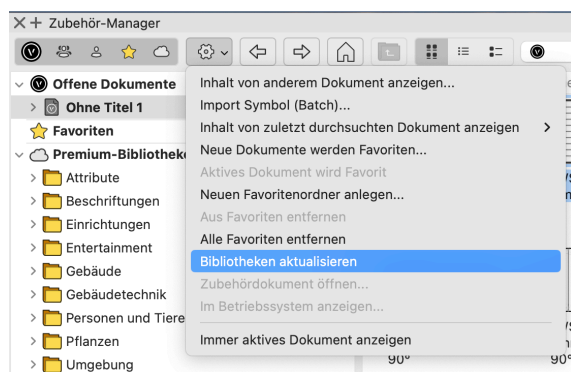 Zubehör-Manager
Offene Dokumente
Ohne Titel 1
Favoriten
Premium-Bibliothek
Attribute
Beschriftungen
Einrichtungen
Entertainment
Gebäude
Gebäudetechnik
Personen und Tiere
Pflanzen
Umgebung
Inhalt von anderem Dokument anzeigen...
Import Symbol (Batch)...
Inhalt von zuletzt durchsuchten Dokument anzeigen
Neue Dokumente werden Favoriten...
Aktives Dokument wird Favorit
Neuen Favoritenordner anlegen...
Aus Favoriten entfernen
Alle Favoriten entfernen
Bibliotheken aktualisieren
Zubehördokument öffnen...
Im Betriebssystem anzeigen...
Immer aktives Dokument anzeigen
90°
90°